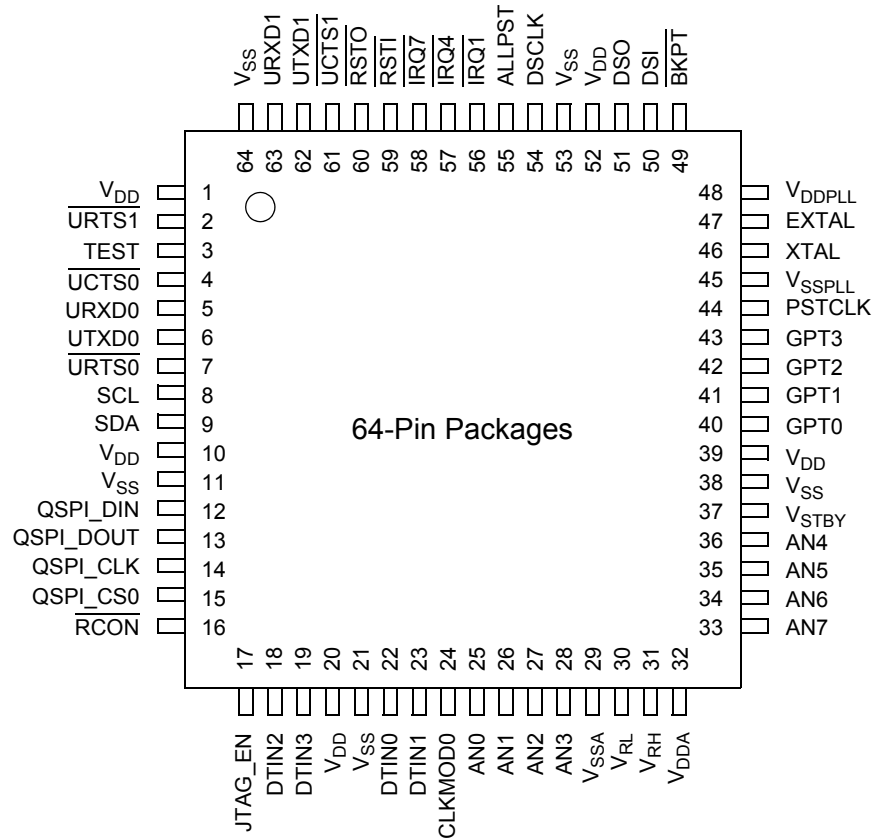 VSS
URXD1
UTXD1
UCTS1
RSTO
RSTI
IRQ7
IRQ4
IRQ1
ALLPST
DSCLK
VSS
VDD
DSO
DSI
BKPT
64
63
62
61
60
59
58
57
56
55
54
53
52
51
50
49
VDD 1
URTS1 2
TEST 3
UCTS0 4
URXD0 5
UTXD0 6
URTS0 7
SCL 8
SDA 9
VDD 10
VSS 11
QSPI_DIN 12
QSPI_DOUT 13
QSPI_CLK 14
QSPI_CS0 15
RCON 16
64-Pin Packages
48 VDDPLL
47 EXTAL
46 XTAL
45 VSSPLL
44 PSTCLK
43 GPT3
42 GPT2
41 GPT1
40 GPT0
39 VDD
38 VSS
37 VSTBY
36 AN4
35 AN5
34 AN6
33 AN7
17
18
19
20
21
22
23
24
25
26
27
28
29
30
31
32
JTAG_EN
DTIN2
DTIN3
VDD
VSS
DTIN0
DTIN1
CLKMOD0
AN0
AN1
AN2
AN3
VSSA
VRL
VRH
VDDA